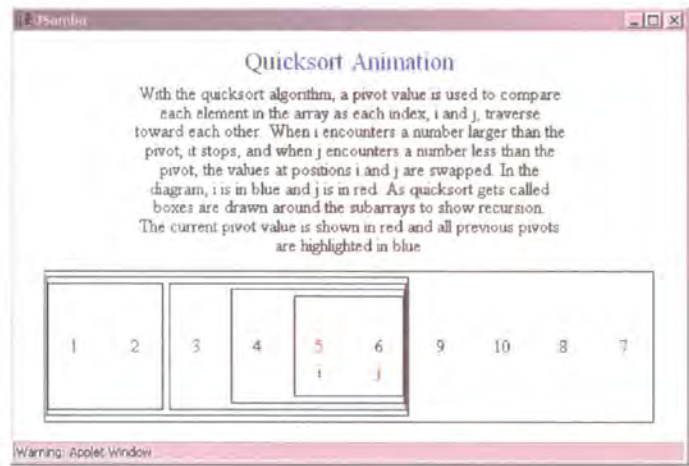 JSamba
Quicksort Animation
With the quicksort algorithm, a pivot value is used to compare
each element in the array as each index, i and j, traverse
toward each other. When i encounters a number larger than the
pivot, it stops, and when j encounters a number less than the
pivot, the values at positions i and j are swapped. In the
diagram, i is in blue and j is in red. As quicksort gets called
boxes are drawn around the subarrays to show recursion.
The current pivot value is shown in red and all previous pivots
are highlighted in blue
1 2 3 4 5 6 9 10 8 7
i j
Warning: Applet Window